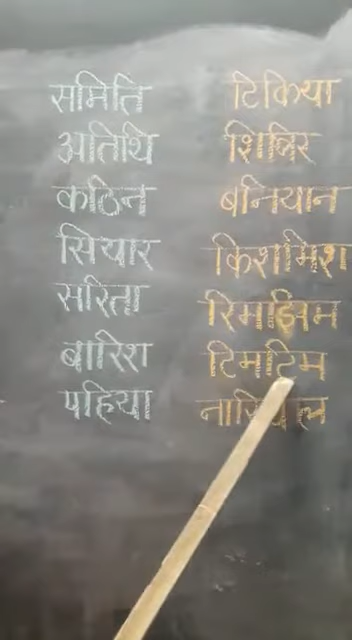 समिति टिकिया
अतिथि शिविर
कठिन बनियान
सियार किशमिश
सरिता रिमझिम
बारिश टिमटिम
पहिया नारियल